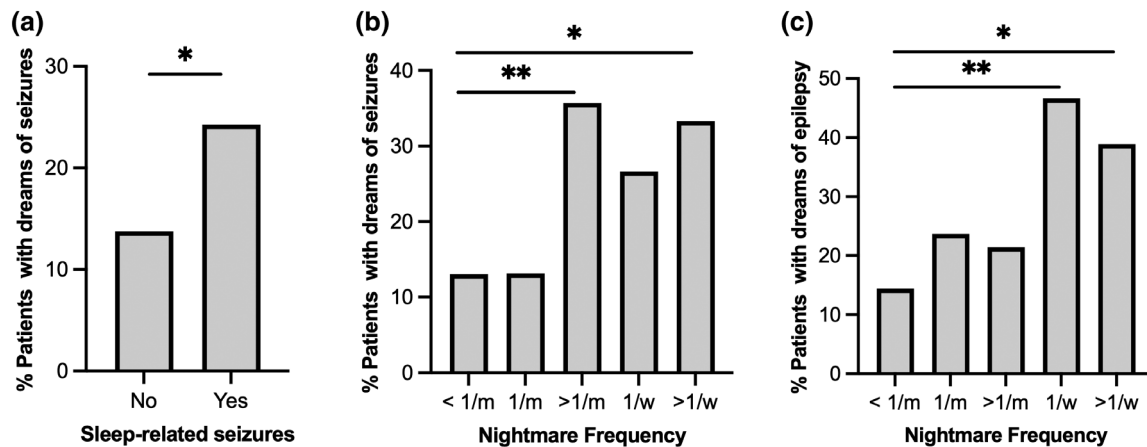 (a)
*
% Patients with dreams of seizures
30
20
10
0
No Yes
Sleep-related seizures
(b)
*
**
% Patients with dreams of seizures
40
30
20
10
0
< 1/m 1/m >1/m 1/w >1/w
Nightmare Frequency
(c)
*
**
% Patients with dreams of epilepsy
50
40
30
20
10
0
< 1/m 1/m >1/m 1/w >1/w
Nightmare Frequency